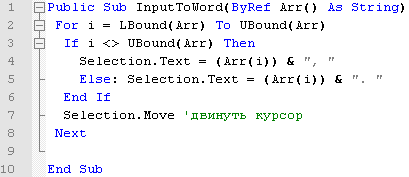 1 Public Sub InputToWord(ByRef Arr() As String)
2 For i = LBound(Arr) To UBound(Arr)
3 If i <> UBound(Arr) Then
4 Selection.Text = (Arr(i)) & ", "
5 Else: Selection.Text = (Arr(i)) & ". "
6 End If
7 Selection.Move 'двинуть курсор
8 Next
9
10 End Sub